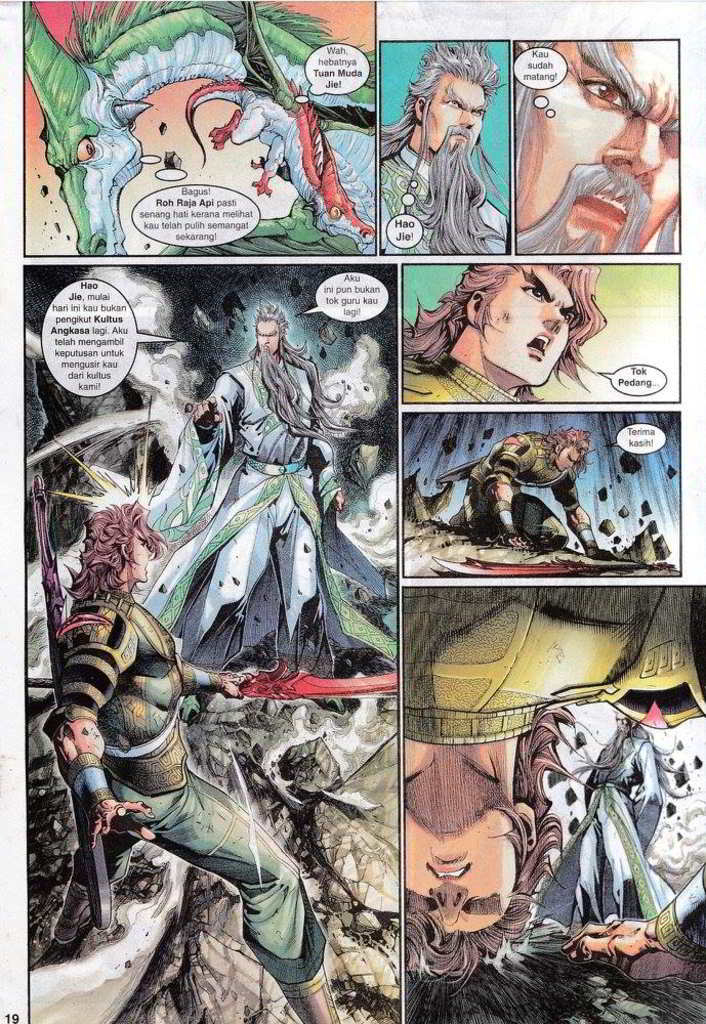 Wah,
hebatnya
Tuan Muda
Jie!
Bagus!
Roh Raja Api pasti
senang hati kerana melihat
kau telah pulih semangat
sekarang!
Hao
Jie!
Kau
sudah
matang!
Hao
Jie, mulai
hari ini kau bukan
pengikut Kultus
Angkasa lagi. Aku
telah mengambil
keputusan untuk
mengusir kau
dari kultus
kami!
Aku
ini pun bukan
tok guru kau
lagi!
Tok
Pedang...
Terima
kasih!
19